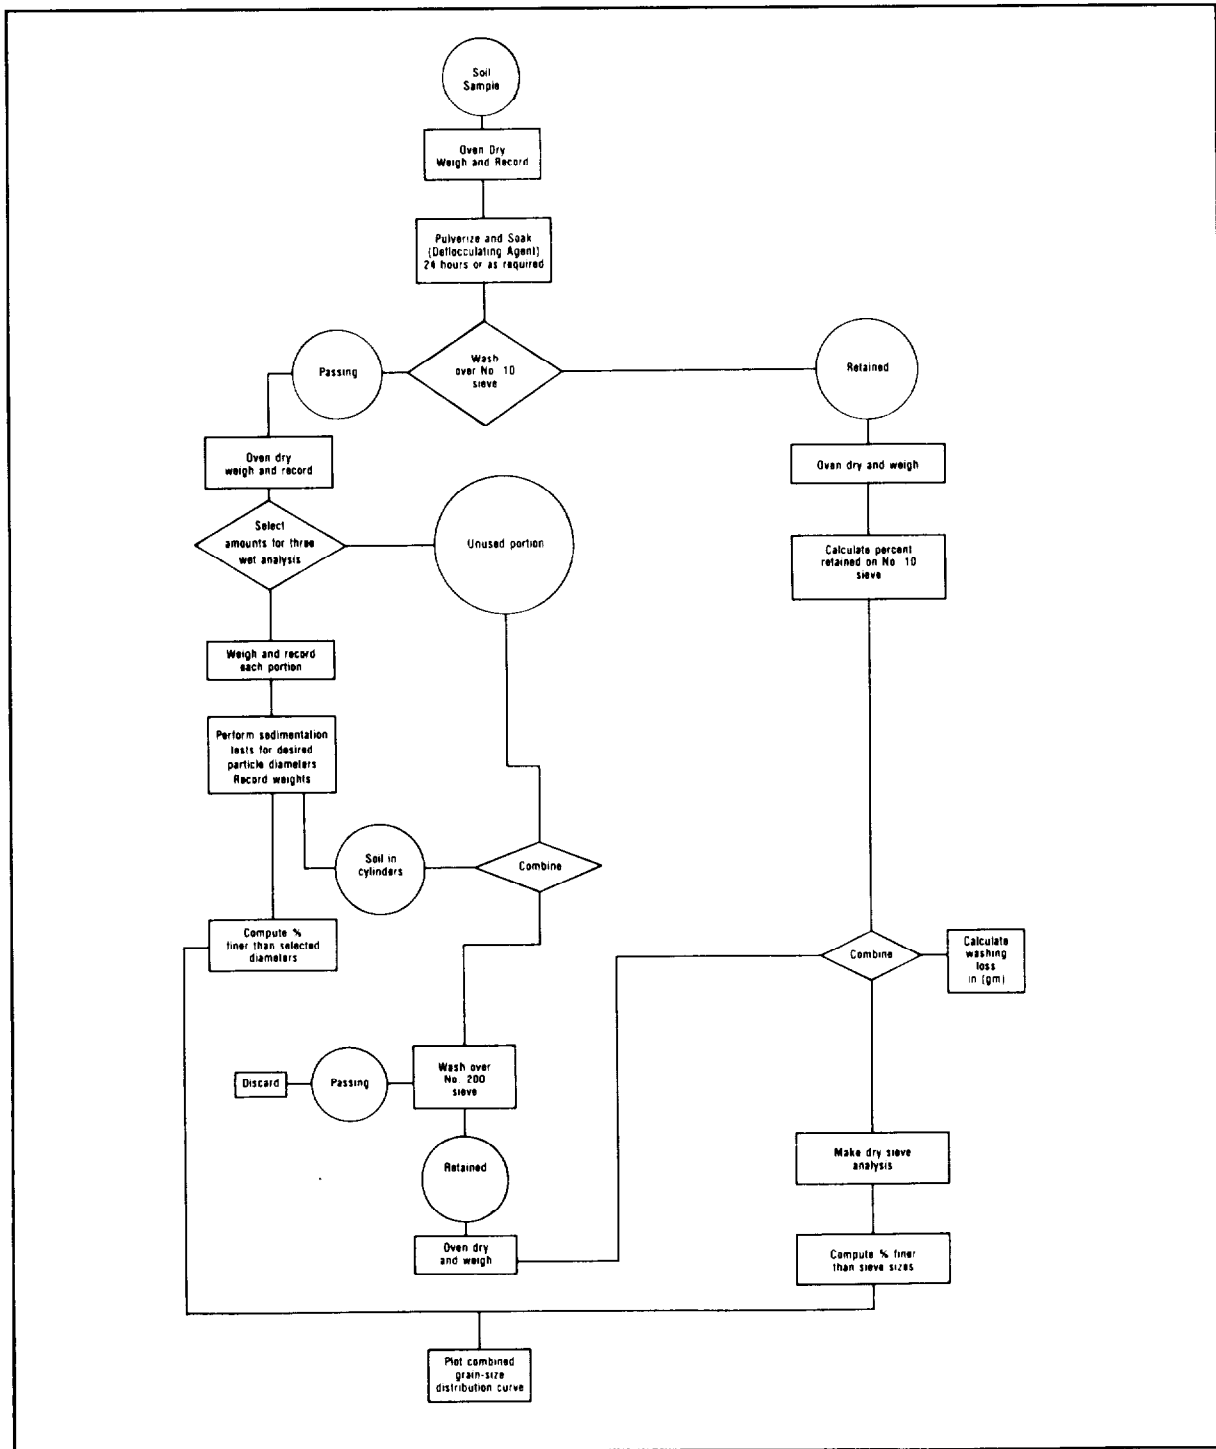 Soil
Sample
Oven Dry
Weigh and Record
Pulverize and Soak
(Deflocculating Agent)
24 hours or as required
Wash
over No. 10
sieve
Passing
Retained
Oven dry
weigh and record
Oven dry and weigh
Select
amounts for three
wet analysis
Unused portion
Calculate percent
retained on No 10
sieve
Weigh and record
each portion
Perform sedimentation
tests for desired
particle diameters
Record weights
Soil in
cylinders
Combine
Compute %
finer than selected
diameters
Combine
Calculate
washing
loss
in (gm)
Discard
Passing
Wash over
No. 200
sieve
Retained
Make dry sieve
analysis
Oven dry
and weigh
Compute % finer
than sieve sizes
Plot combined
grain-size
distribution curve